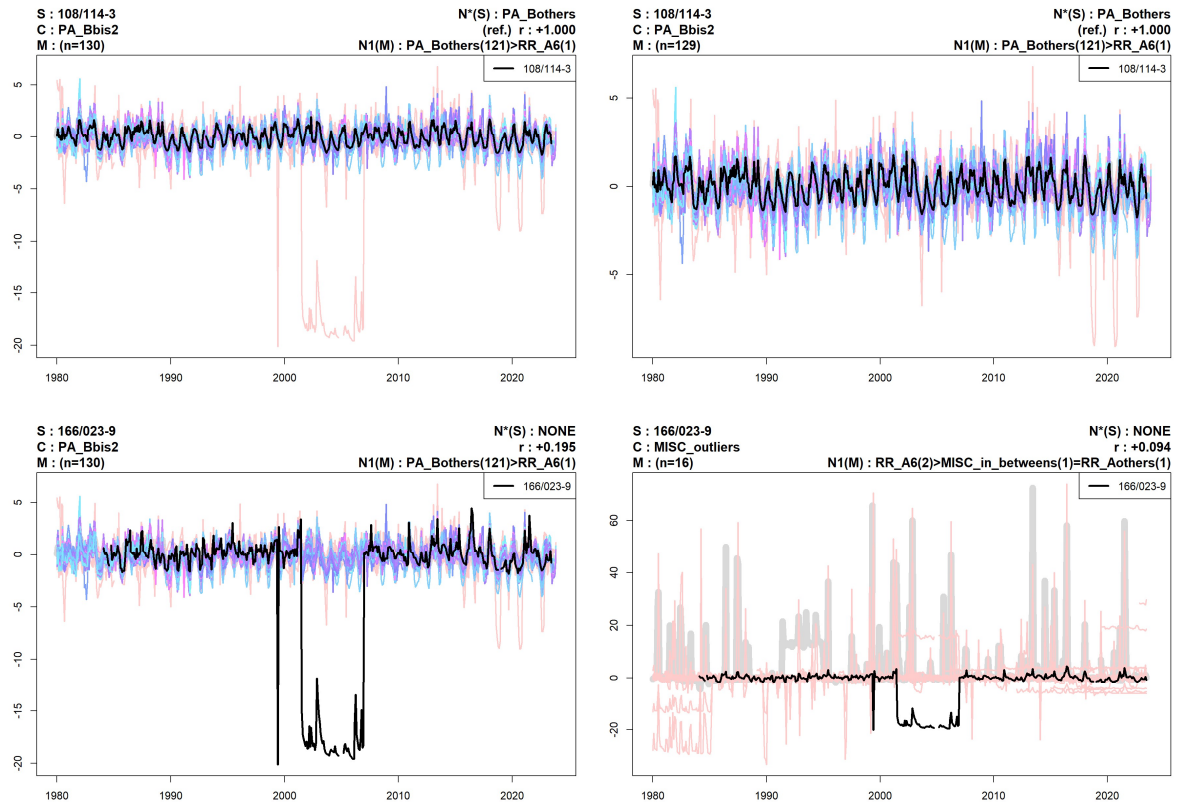 S : 108/114-3
N*(S) : PA_Bothers
C : PA_Bbis2
(ref.) r : +1.000
M : (n=130)
N1(M) : PA_Bothers(121)>RR_A6(1)
108/114-3
5
0
-5
-10
-15
-20
1980 1990 2000 2010 2020
S : 108/114-3
N*(S) : PA_Bothers
C : PA_Bbis2
(ref.) r : +1.000
M : (n=129)
N1(M) : PA_Bothers(121)>RR_A6(1)
108/114-3
5
0
-5
1980 1990 2000 2010 2020
S : 166/023-9
N*(S) : NONE
C : PA_Bbis2
r : +0.195
M : (n=130)
N1(M) : PA_Bothers(121)>RR_A6(1)
166/023-9
5
0
-5
-10
-15
-20
1980 1990 2000 2010 2020
S : 166/023-9
N*(S) : NONE
C : MISC_outliers
r : +0.094
M : (n=16)
N1(M) : RR_A6(2)>MISC_in_betweens(1)=RR_Aothers(1)
166/023-9
60
40
20
0
-20
1980 1990 2000 2010 2020